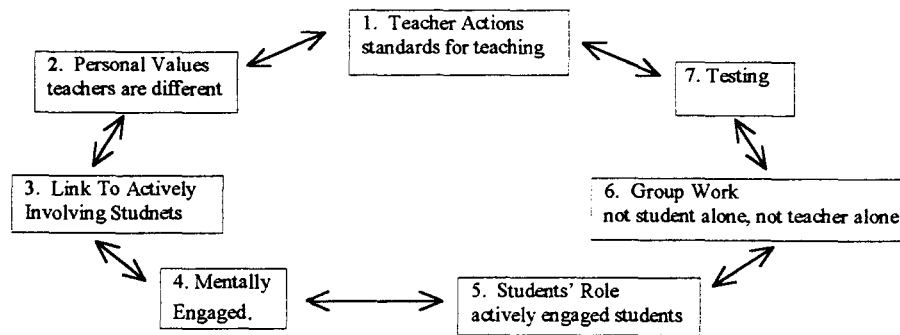 1. Teacher Actions
standards for teaching
2. Personal Values
teachers are different
3. Link To Actively
Involving Studnets
4. Mentally
Engaged.
5. Students' Role
actively engaged students
6. Group Work
not student alone, not teacher alone
7. Testing